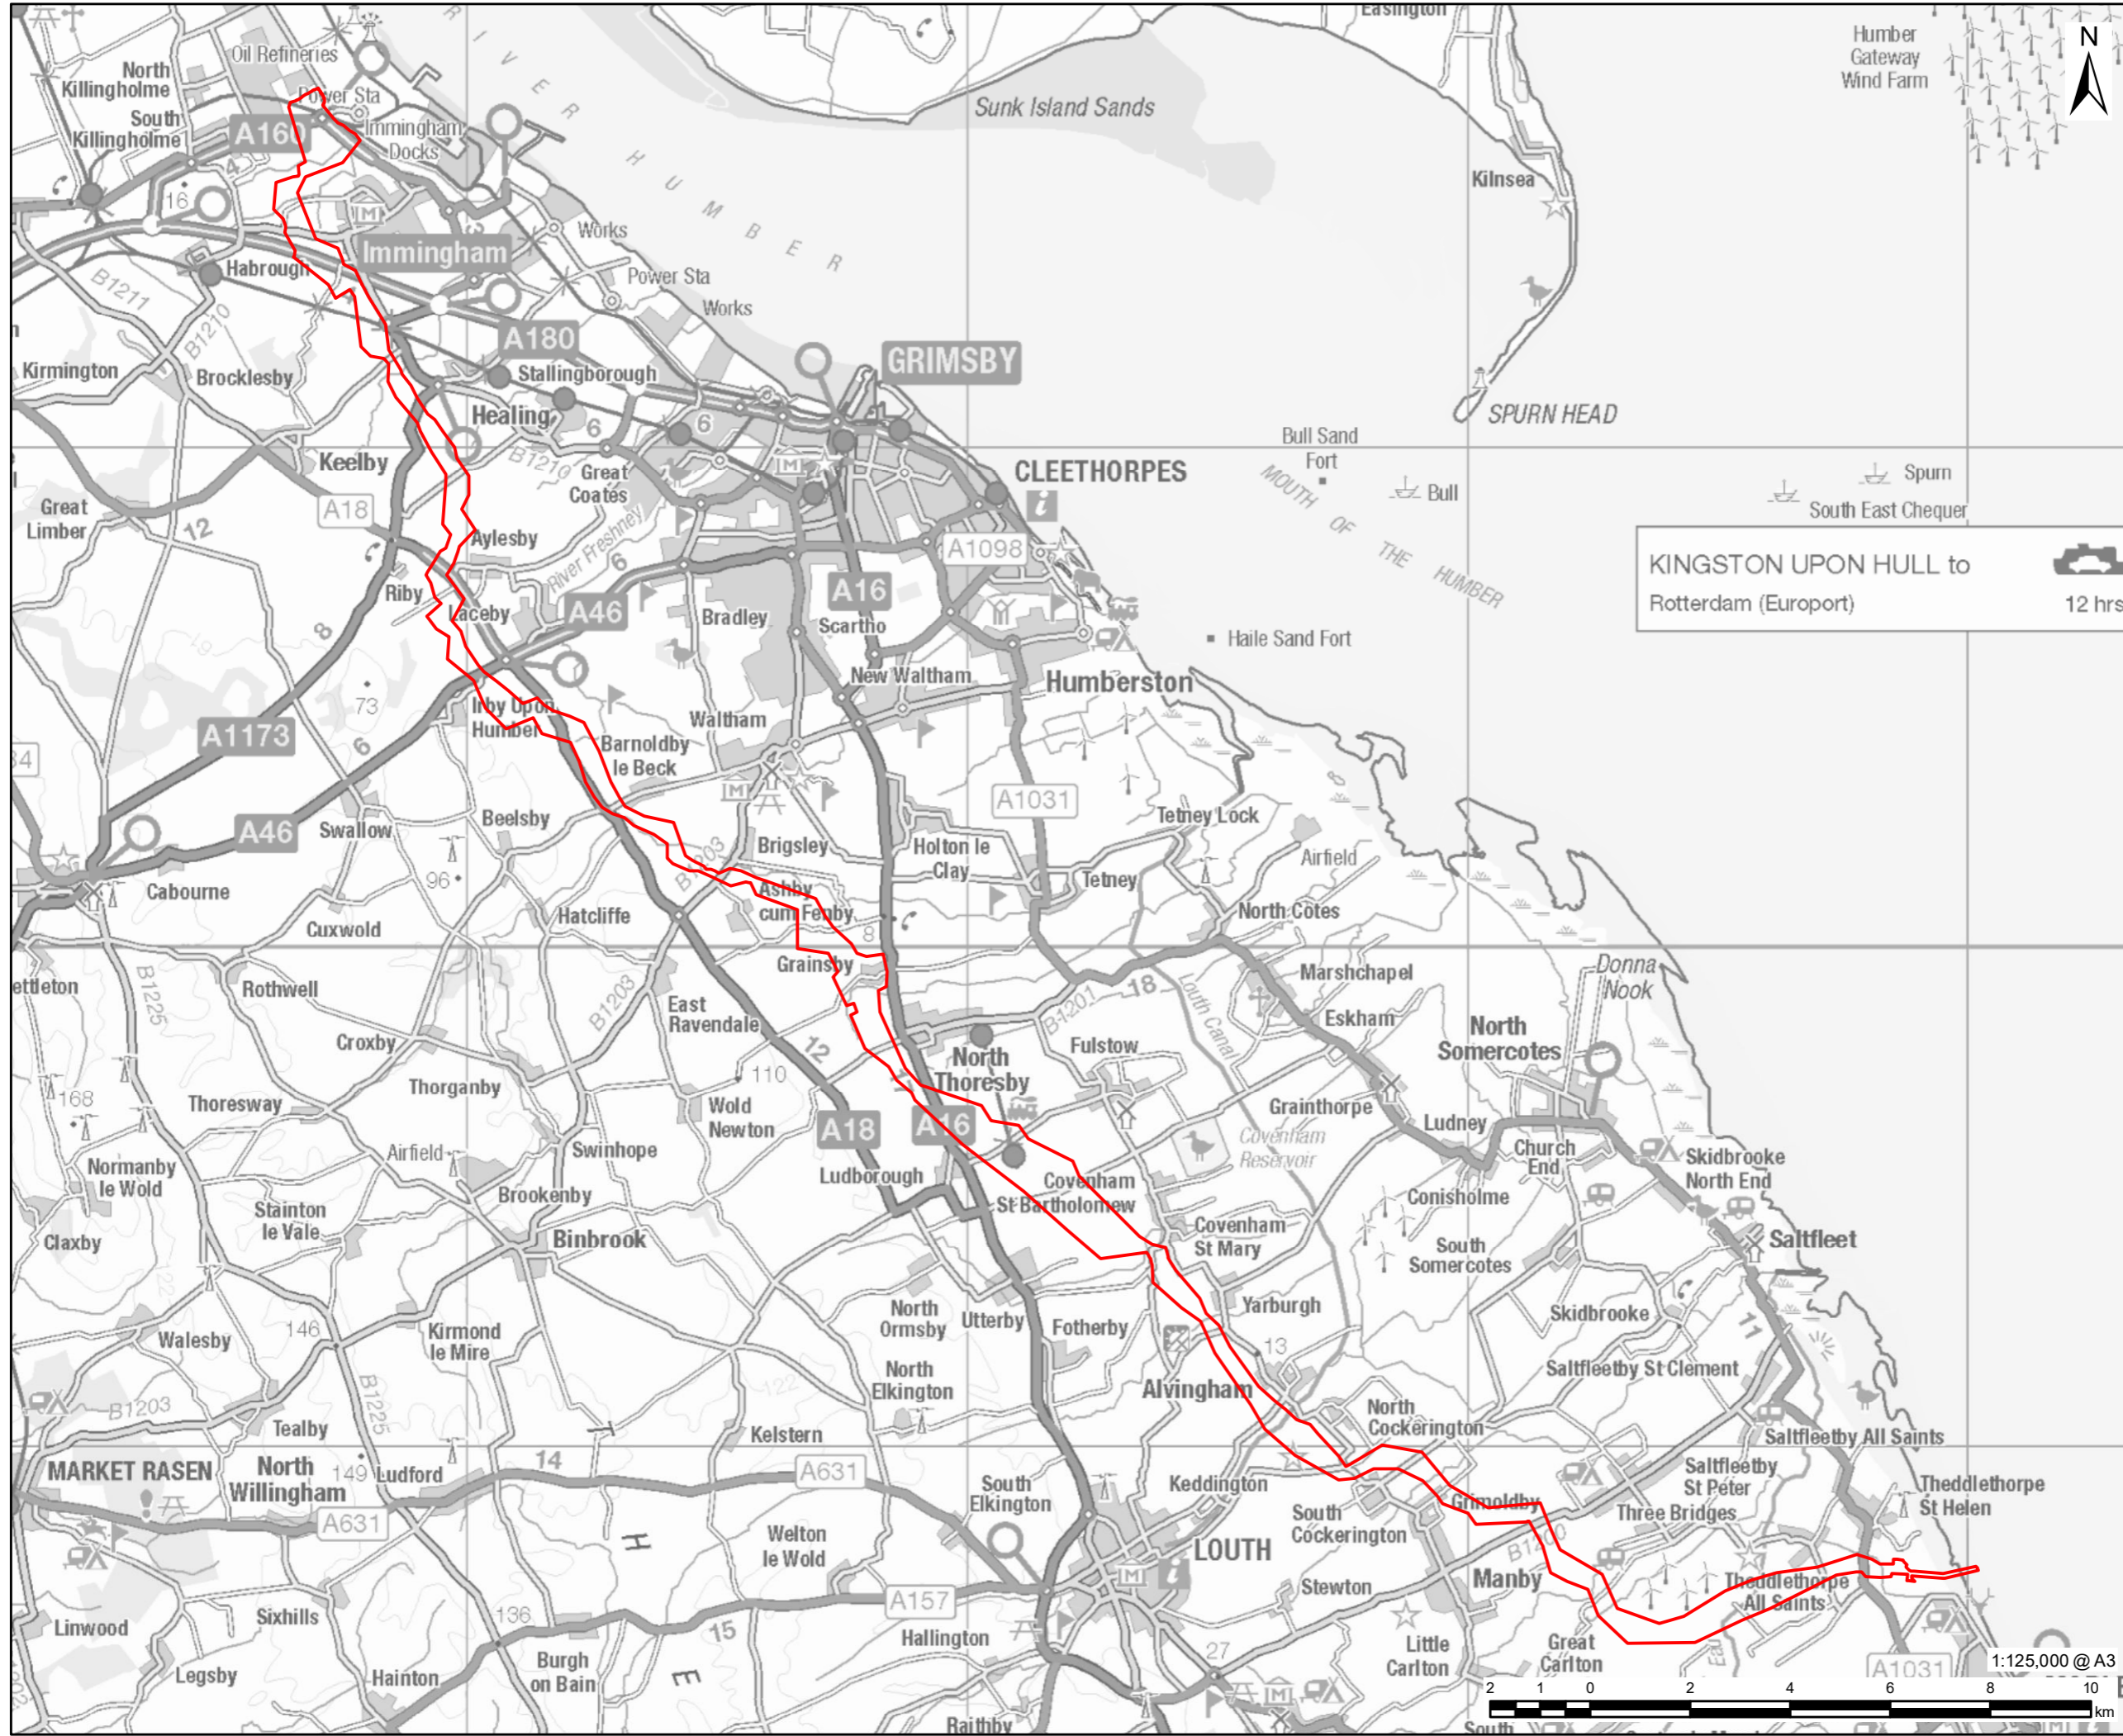 Easington
Oil Refineries
Humber
Gateway
Wind Farm
N
North
Killingholme
Power Sta
South
Killingholme
A160
4
Immingham
Docks
RIVER HUMBER
Sunk Island Sands
16
Kilnsea
Works
Immingham
Habrough
B1211
B1210
4
Power Sta
Works
A180
GRIMSBY
Kirmington
Brocklesby
Stallingborough
Healing
6
6
SPURN HEAD
Keelby
B1210
Great
Coates
CLEETHORPES
Bull Sand
Fort
MOUTH OF THE HUMBER
Bull
Spurn
South East Chequer
Great
Limber
12
A18
Aylesby
River Freshney
6
A1098
KINGSTON UPON HULL to
Rotterdam (Europort)
12 hrs
Riby
Laceby
A46
Bradley
A16
Scartho
8
Haile Sand Fort
New Waltham
Humberston
73
A1173
6
Irby Upon
Humber
Waltham
Barnoldby
le Beck
A46
Swallow
Beelsby
A1031
Tetney Lock
8
B1203
Brigsley
Holton le
Clay
Airfield
Cabourne
96
Ashby
cum Fenby
Tetney
Cuxwold
Hatcliffe
North Cotes
8
Grainsby
Marshchapel
Donna
Nook
ettleton
B1225
Rothwell
East
Ravendale
B1203
18
B1201
Louth Canal
Eskham
North
Somercotes
Croxby
12
North
Thoresby
Fulstow
Thorganby
110
168
Thoresway
Wold
Newton
A18
A16
Grainthorpe
Ludney
Airfield
Swinhope
Covenham
Reservoir
Church
End
Skidbrooke
North End
Normanby
le Wold
Ludborough
Covenham
St Bartholomew
Conisholme
Stainton
le Vale
Brookenby
Claxby
Binbrook
Covenham
St Mary
South
Somercotes
Saltfleet
Walesby
146
Kirmond
le Mire
North
Ormsby
Utterby
Fotherby
Yarburgh
Skidbrooke
11
13
North
Elkington
Alvingham
Saltfleetby St Clement
B1203
B1225
122
Tealby
Kelstern
North
Cockerington
Saltfleetby All Saints
MARKET RASEN
North
Willingham
149
Ludford
14
A631
South
Elkington
Keddington
Saltfleetby
St Peter
Theddlethorpe
St Helen
A631
Grimoldby
Three Bridges
South
Cockerington
Welton
le Wold
LOUTH
B1200
Manby
Theddlethorpe
All Saints
Stewton
A157
Sixhills
136
15
Linwood
Hallington
27
Little
Carlton
Great
Carlton
Eau
Legsby
Hainton
Burgh
on Bain
A1031
1:125,000 @ A3
2 1 0 2 4 6 8 10
km
Raithby
South